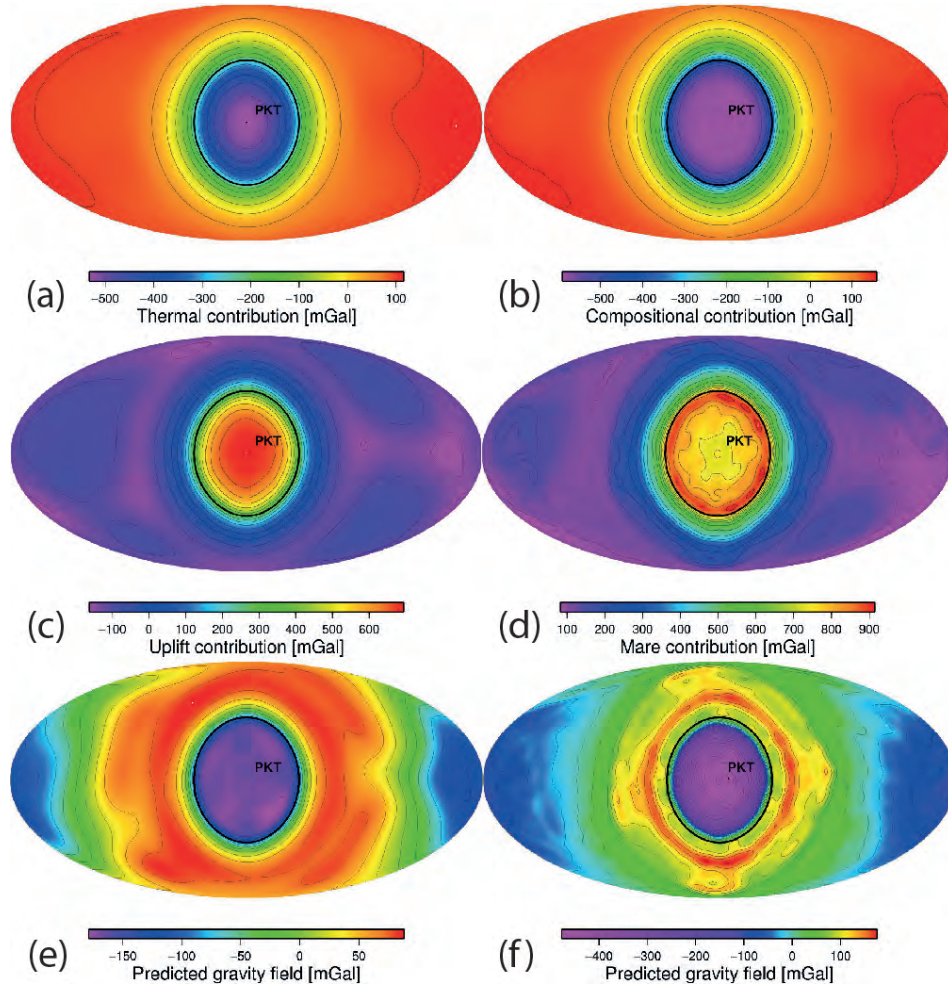 PKT
PKT
−500 −400 −300 −200 −100 0 100
(a) Thermal contribution [mGal]
−500 −400 −300 −200 −100 0 100
(b) Compositional contribution [mGal]
PKT
PKT
−100 0 100 200 300 400 500 600
(c) Uplift contribution [mGal]
100 200 300 400 500 600 700 800 900
(d) Mare contribution [mGal]
PKT
PKT
−150 −100 −50 0 50
(e) Predicted gravity field [mGal]
−400 −300 −200 −100 0 100
(f) Predicted gravity field [mGal]